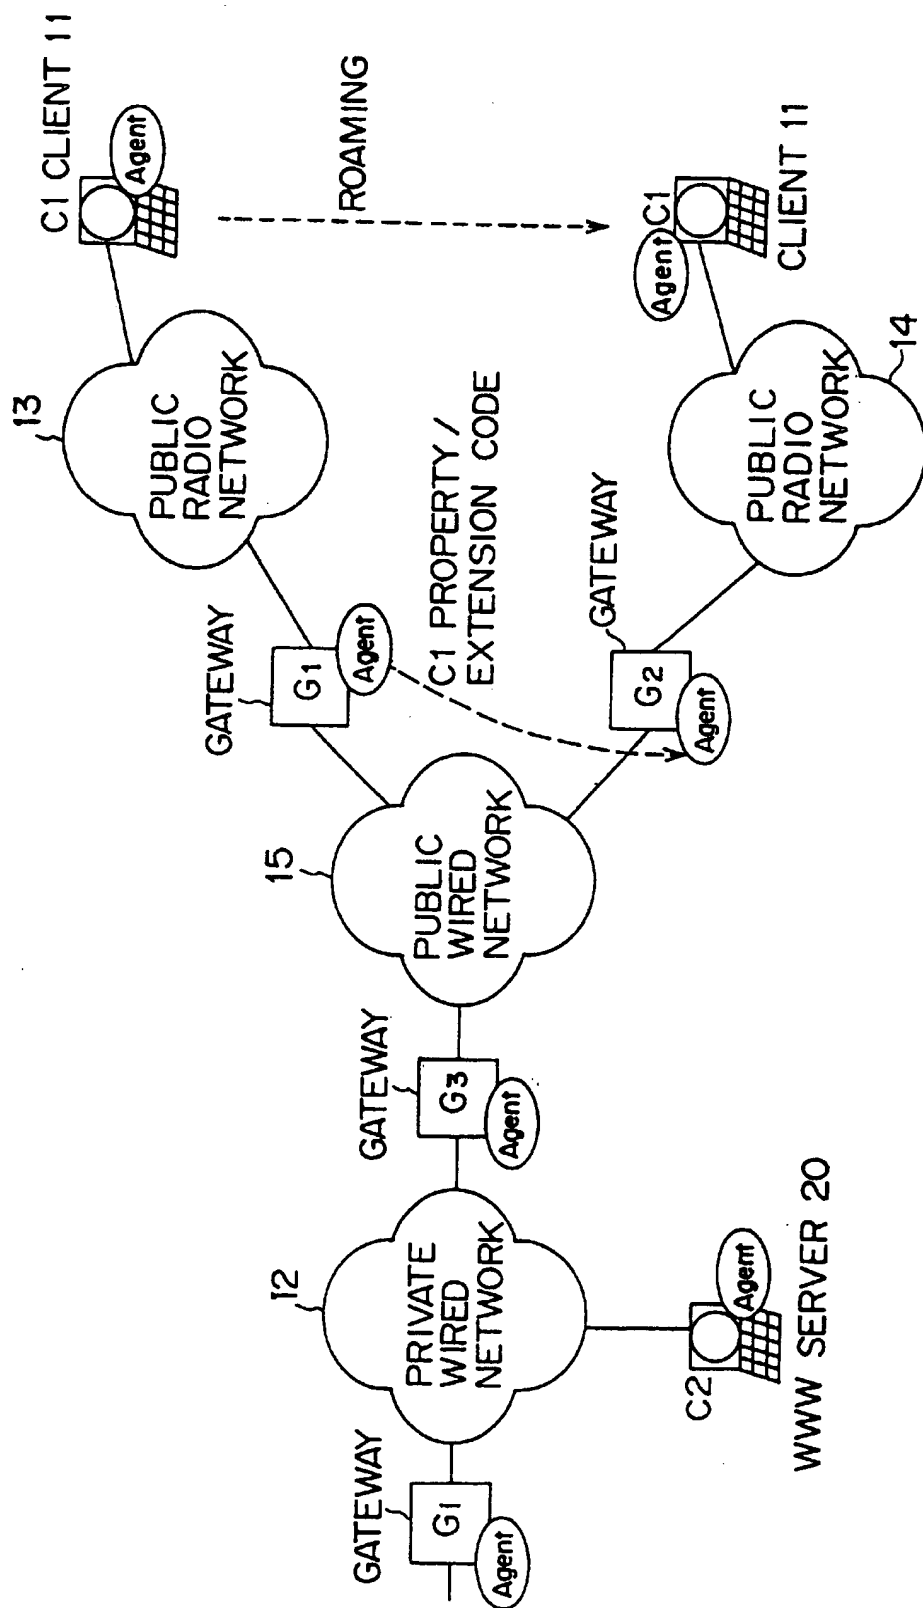 GATEWAY
Gi
Agent
12
PRIVATE
WIRED
NETWORK
C2
Agent
WWW SERVER 20
GATEWAY
G3
Agent
15
PUBLIC
WIRED
NETWORK
GATEWAY
G1
Agent
C1 PROPERTY /
EXTENSION CODE
GATEWAY
G2
Agent
13
PUBLIC
RADIO
NETWORK
PUBLIC
RADIO
NETWORK
14
C1 CLIENT 11
Agent
ROAMING
Agent
C1
CLIENT 11